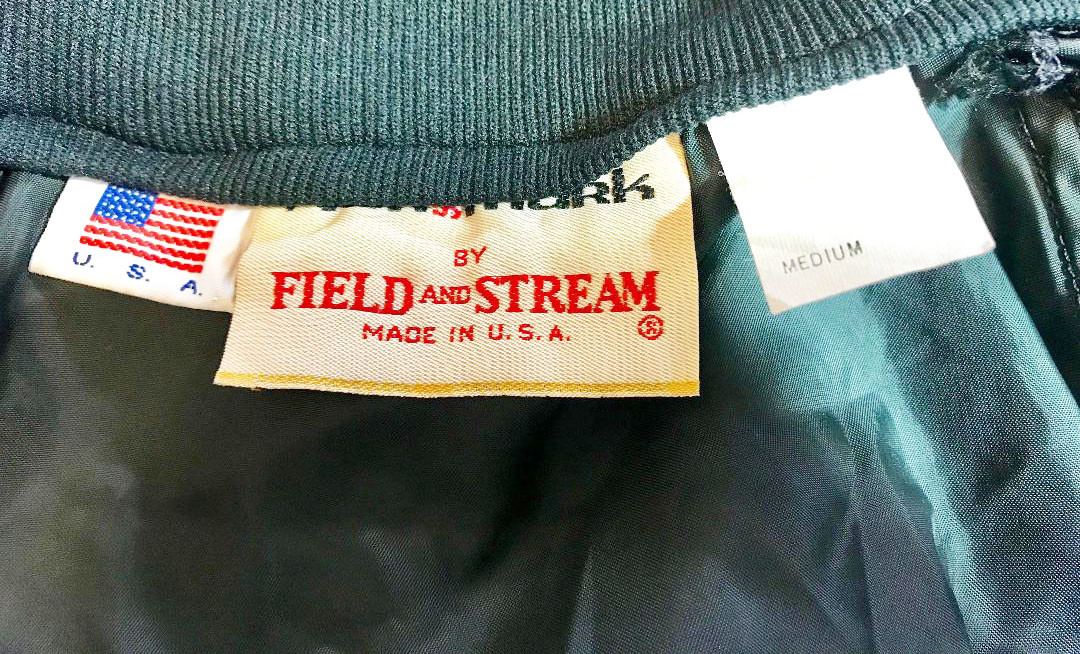 U. S. A.
BY
FIELD AND STREAM
MADE IN U.S.A. ®
MEDIUM